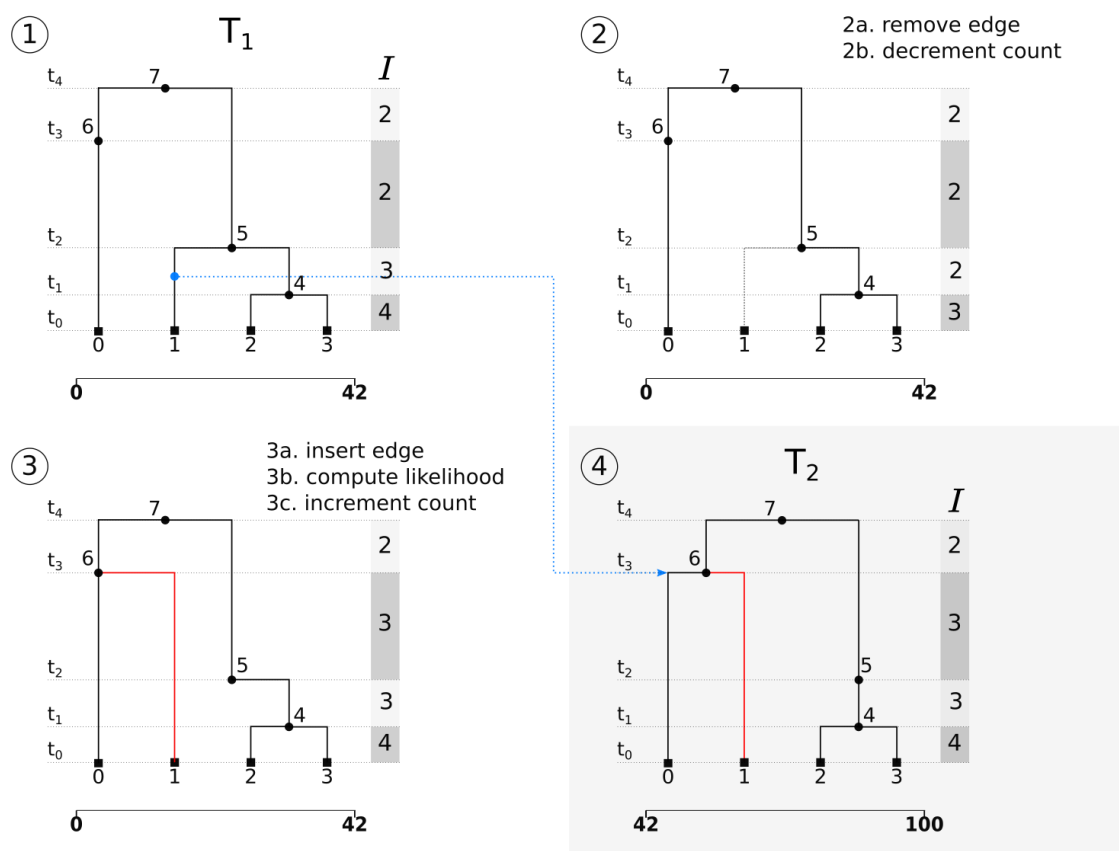 1
T1
I
t4
7
2
6
t3
2
t2
5
3
t1
4
4
t0
0 1 2 3
0 42
2
2a. remove edge
2b. decrement count
t4
7
2
6
t3
2
t2
5
2
t1
4
3
t0
0 1 2 3
0 42
3
3a. insert edge
3b. compute likelihood
3c. increment count
t4
7
2
6
t3
3
t2
5
3
t1
4
4
t0
0 1 2 3
0 42
4
T2
I
t4
7
2
6
t3
3
t2
5
3
t1
4
4
t0
0 1 2 3
42 100